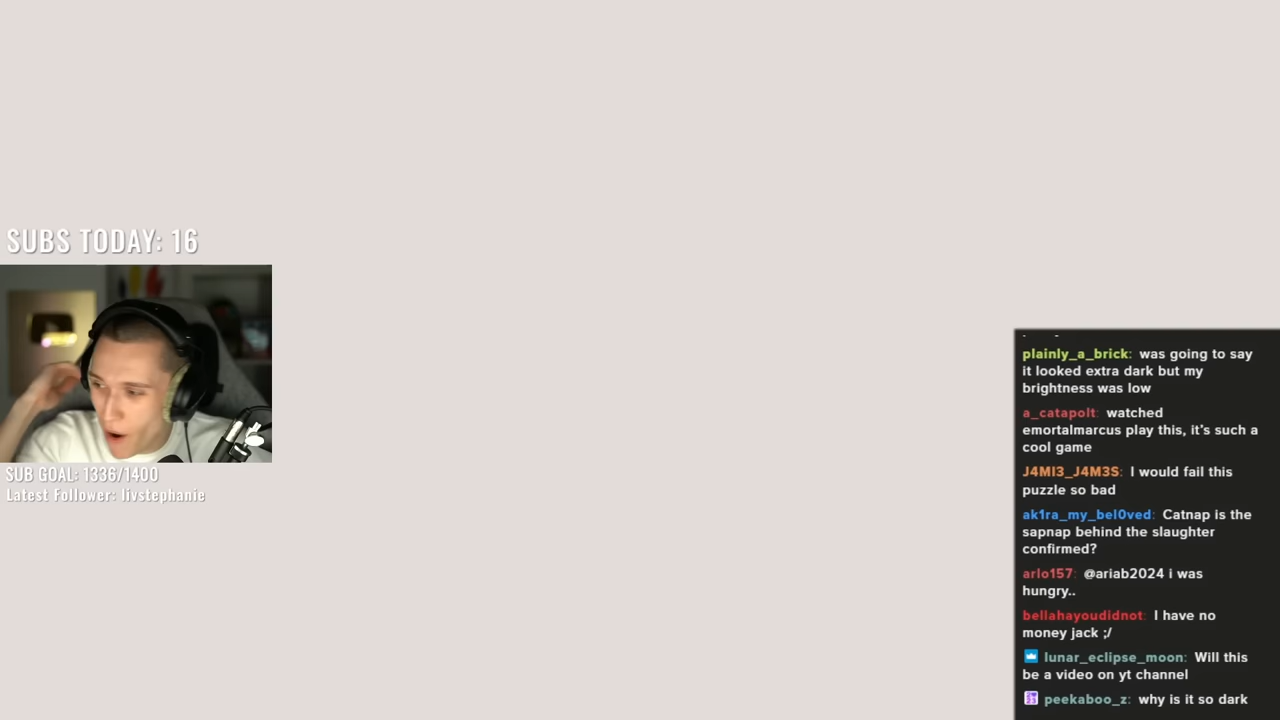 SUBS TODAY: 16
SUB GOAL: 1336/1400
Latest Follower: livstephanie
plainly_a_brick: was going to say
it looked extra dark but my
brightness was low
a_catapolt: watched
emortalmarcus play this, it's such a
cool game
J4MI3_J4M3S: I would fail this
puzzle so bad
ak1ra_my_bel0ved: Catnap is the
sapnap behind the slaughter
confirmed?
arlo157: @ariab2024 i was
hungry..
bellahayoudidnot: I have no
money jack ;/
lunar_eclipse_moon: Will this
be a video on yt channel
peekaboo_z: why is it so dark